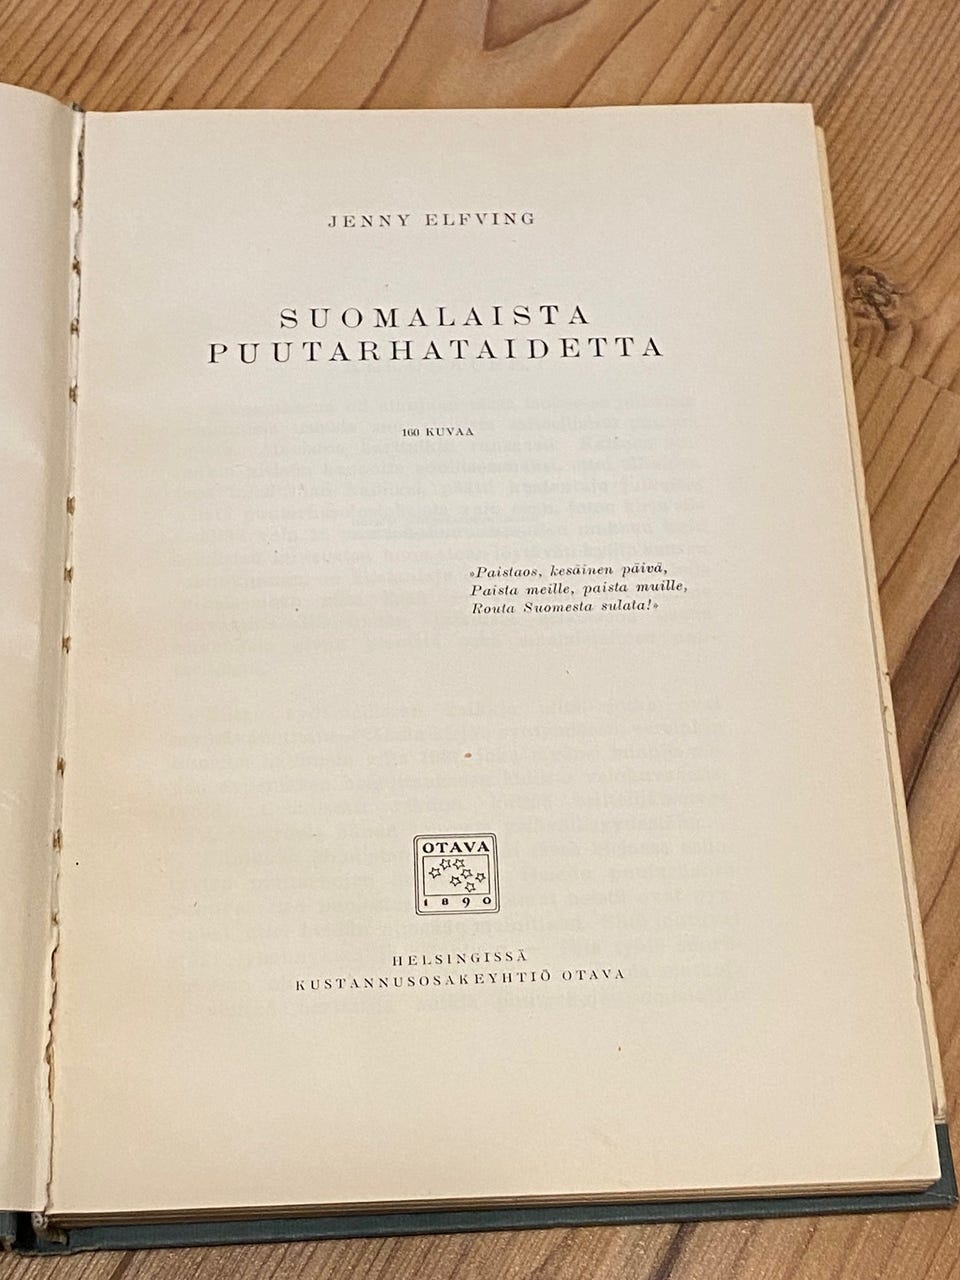 JENNY ELFVING
SUOMALAISTA
PUUTARHATAIDETTA
160 KUVAA
»Paistaos, kesäinen päivä,
Paista meille, paista muille,
Routa Suomesta sulata!»
OTAVA
1890
HELSINGISSÄ
KUSTANNUSOSAKEYHTIÖ OTAVA